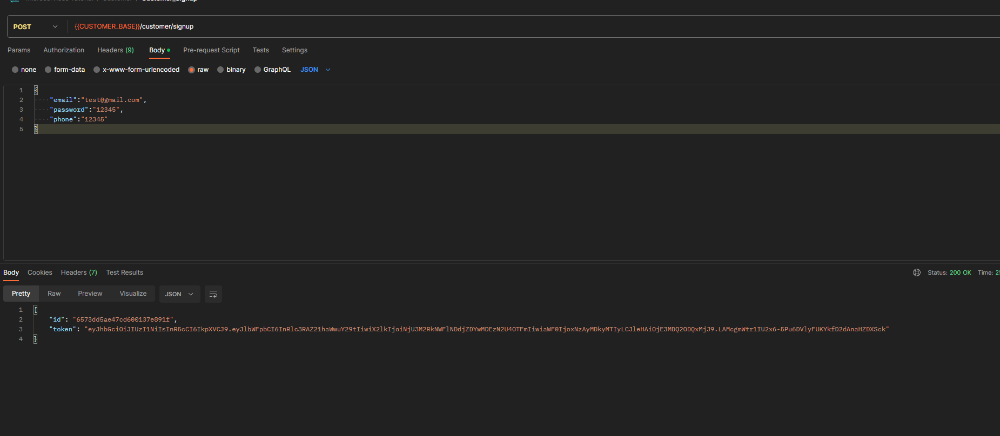 POST {{CUSTOMER_BASE}}/customer/signup
Params Authorization Headers (9) Body Pre-request Script Tests Settings
none form-data x-www-form-urlencoded raw binary GraphQL JSON
1 {
2 "email":"test@gmail.com",
3 "password":"12345",
4 "phone":"12345"
5 }
Body Cookies Headers (7) Test Results Status: 200 OK Time:
Pretty Raw Preview Visualize JSON
1 {
2 "id": "6573dd5ae47cd600137e891f",
3 "token": "eyJhbGciOiJIUzI1NiIsInR5cCI6IkpXVCJ9.eyJlbWFpbCI6InRlc3RAZ21haWwuY29tIiwiX2lkIjoiNjU3M2RkNWFlNDdjZDYwMDEzN2U4OTFmIiwiaWF0IjoxNzAyMDkyMTIyLCJleHAiOjE3MDQ2ODQxMjJ9.LAMcgmWtr1IU2x6-5Pu6DVlyFUKYkfD2dAnaHZDXSck"
4 }